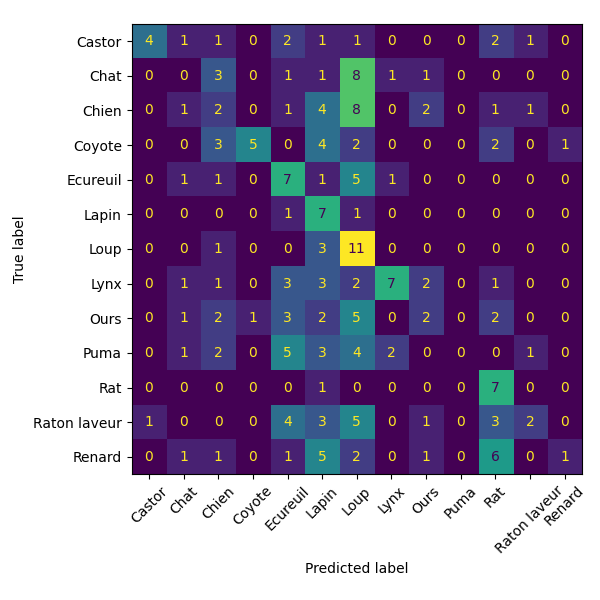 Castor 4 1 1 0 2 1 1 0 0 0 2 1 0
Chat 0 0 3 0 1 1 8 1 1 0 0 0 0
Chien 0 1 2 0 1 4 8 0 2 0 1 1 0
Coyote 0 0 3 5 0 4 2 0 0 0 2 0 1
Ecureuil 0 1 1 0 7 1 5 1 0 0 0 0 0
Lapin 0 0 0 0 1 7 1 0 0 0 0 0 0
Loup 0 0 1 0 0 3 11 0 0 0 0 0 0
Lynx 0 1 1 0 3 3 2 7 2 0 1 0 0
Ours 0 1 2 1 3 2 5 0 2 0 2 0 0
Puma 0 1 2 0 5 3 4 2 0 0 0 1 0
Rat 0 0 0 0 0 1 0 0 0 0 7 0 0
Raton laveur 1 0 0 0 4 3 5 0 1 0 3 2 0
Renard 0 1 1 0 1 5 2 0 1 0 6 0 1
True label
Castor Chat Chien Coyote Ecureuil Lapin Loup Lynx Ours Puma Rat Raton laveur Renard
Predicted label